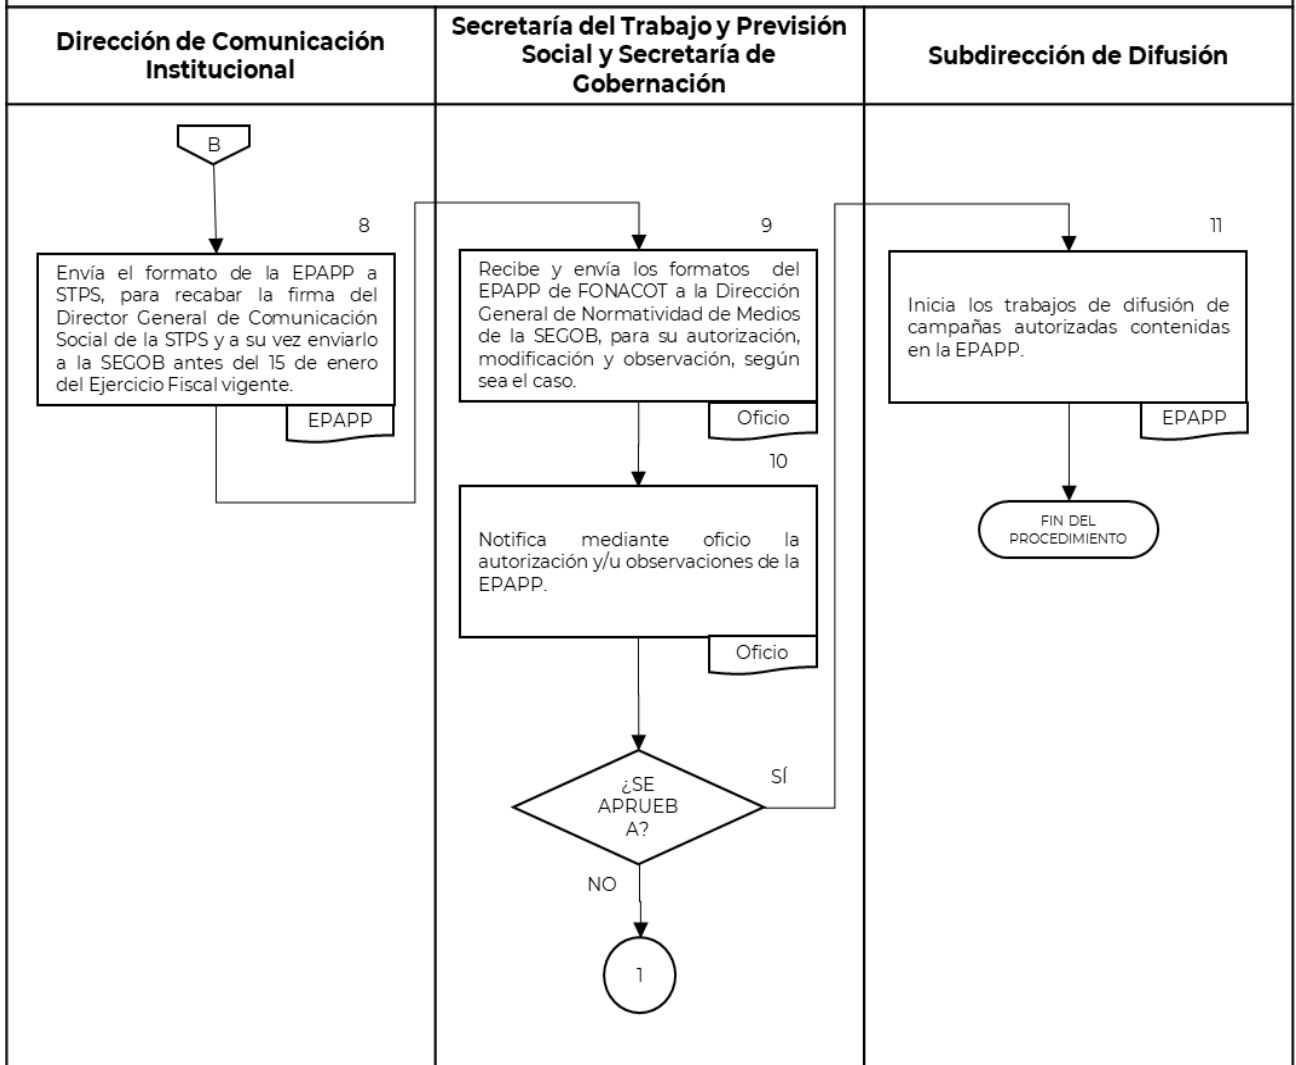 Dirección de Comunicación
Institucional
Secretaría del Trabajo y Previsión
Social y Secretaría de
Gobernación
Subdirección de Difusión
B
8
Envía el formato de la EPAPP a
STPS, para recabar la firma del
Director General de Comunicación
Social de la STPS y a su vez enviarlo
a la SEGOB antes del 15 de enero
del Ejercicio Fiscal vigente.
EPAPP
9
Recibe y envía los formatos del
EPAPP de FONACOT a la Dirección
General de Normatividad de Medios
de la SEGOB, para su autorización,
modificación y observación, según
sea el caso.
Oficio
10
Notifica mediante oficio la
autorización y/u observaciones de la
EPAPP.
Oficio
¿SE
APRUEB
A?
SÍ
NO
1
11
Inicia los trabajos de difusión de
campañas autorizadas contenidas
en la EPAPP.
EPAPP
FIN DEL
PROCEDIMIENTO